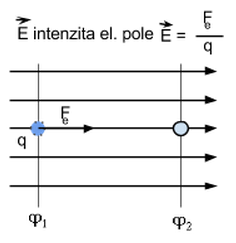 E intenzita el. pole E = Fe / q
Fe
q
φ1 φ2